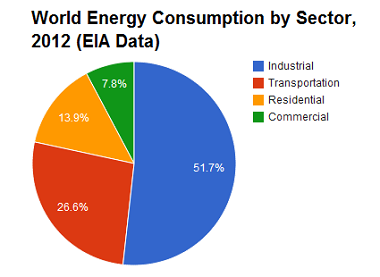 World Energy Consumption by Sector,
2012 (EIA Data)
Industrial
Transportation
Residential
Commercial
7.8%
13.9%
51.7%
26.6%